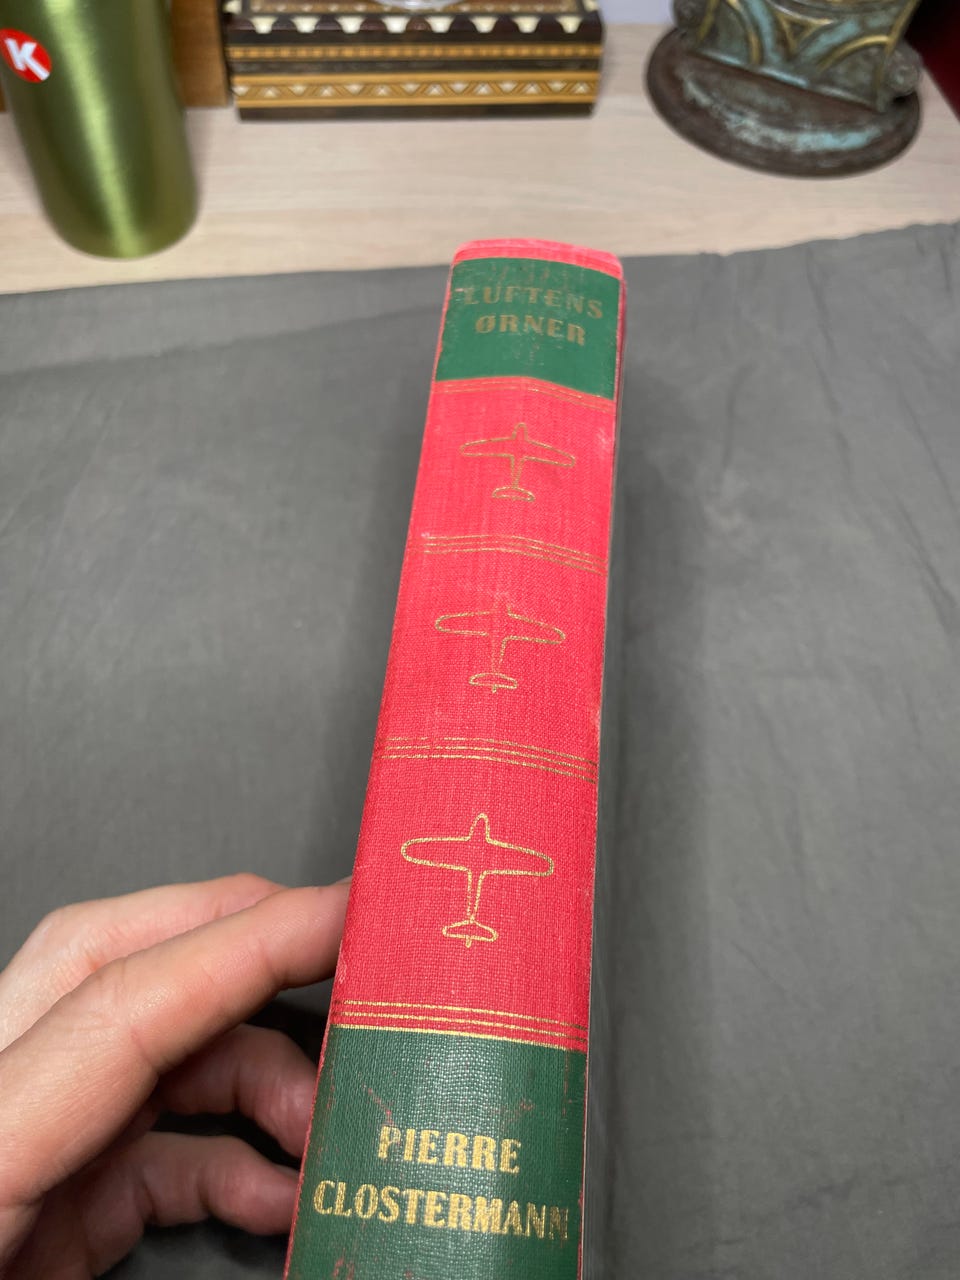 K
LUFTENS
ØRNER
PIERRE
CLOSTERMANN